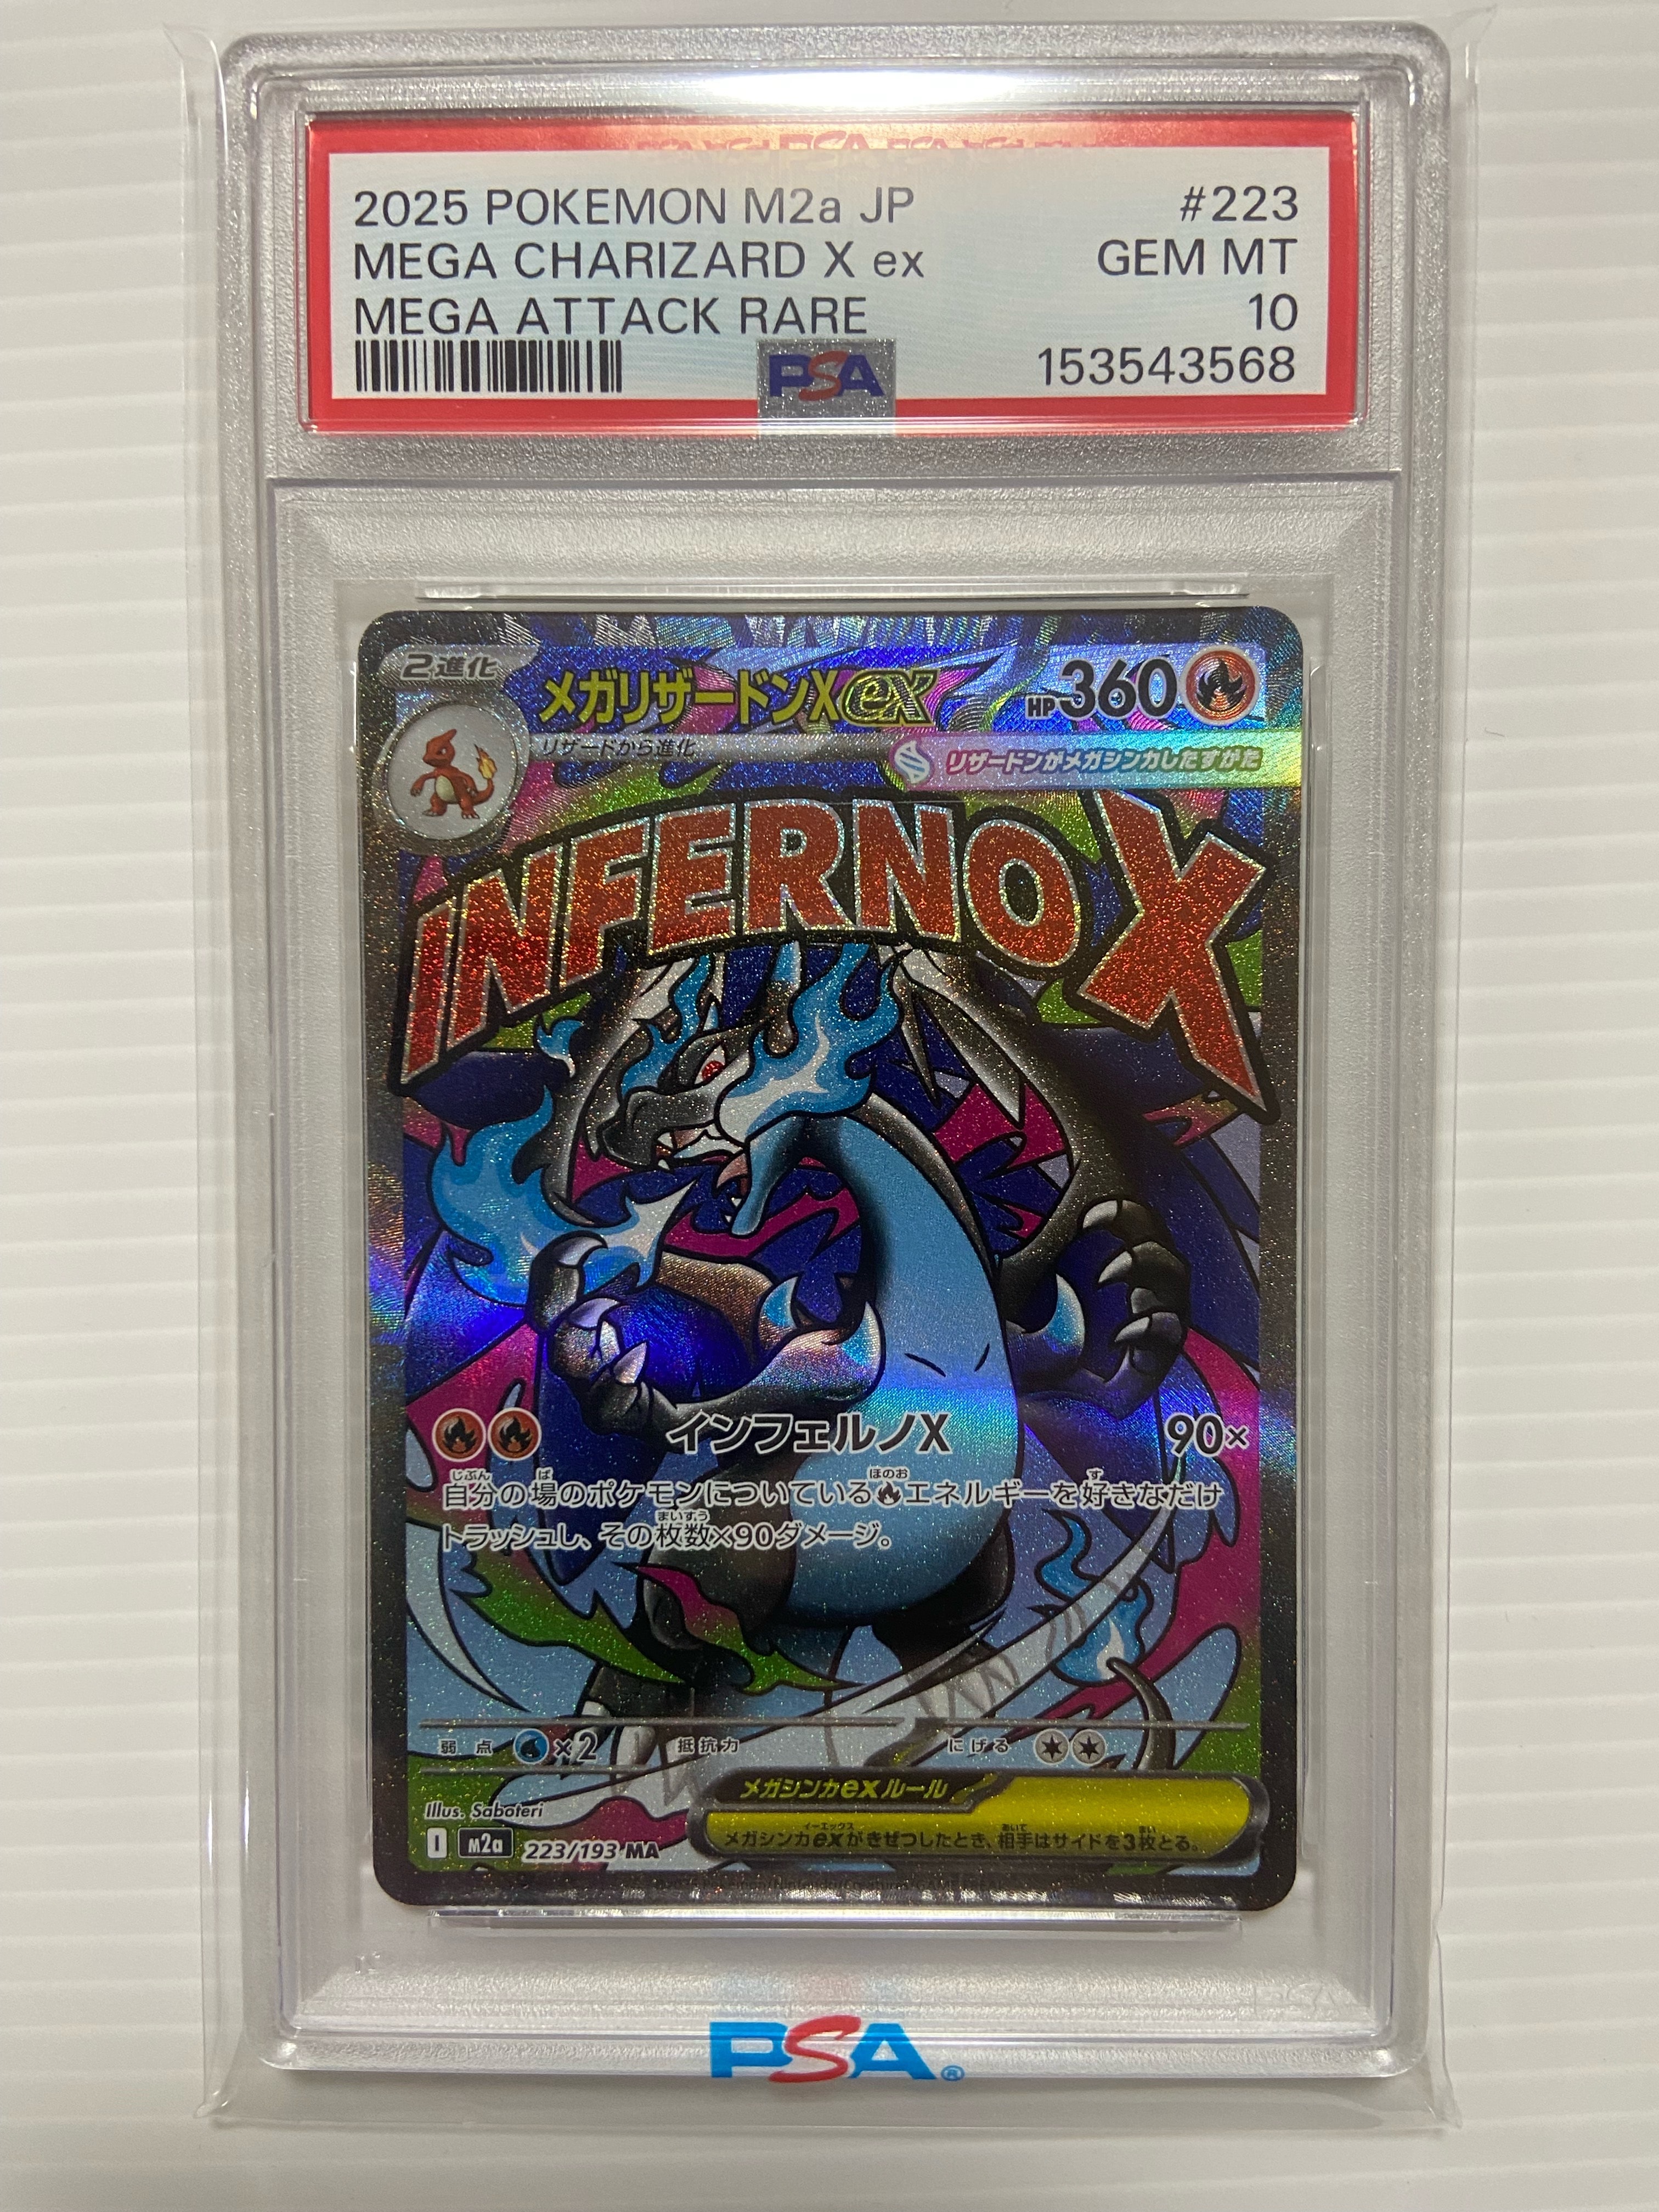 2025 POKEMON M2a JP #223
MEGA CHARIZARD X ex GEM MT
MEGA ATTACK RARE 10
PSA 153543568
2進化
メガリザードンXex HP360
リザードから進化
リザードンがメガシンカしたすがた
INFERNO X
インフェルノX 90×
自分の場のポケモンについているエネルギーを好きなだけ
トラッシュし、その枚数×90ダメージ。
弱点 ×2 抵抗力 にげる
メガシンカexルール
メガシンカexがきぜつしたとき、相手はサイドを3枚とる。
Illus. Saboteri
I M2a 223/193 MA
PSA®